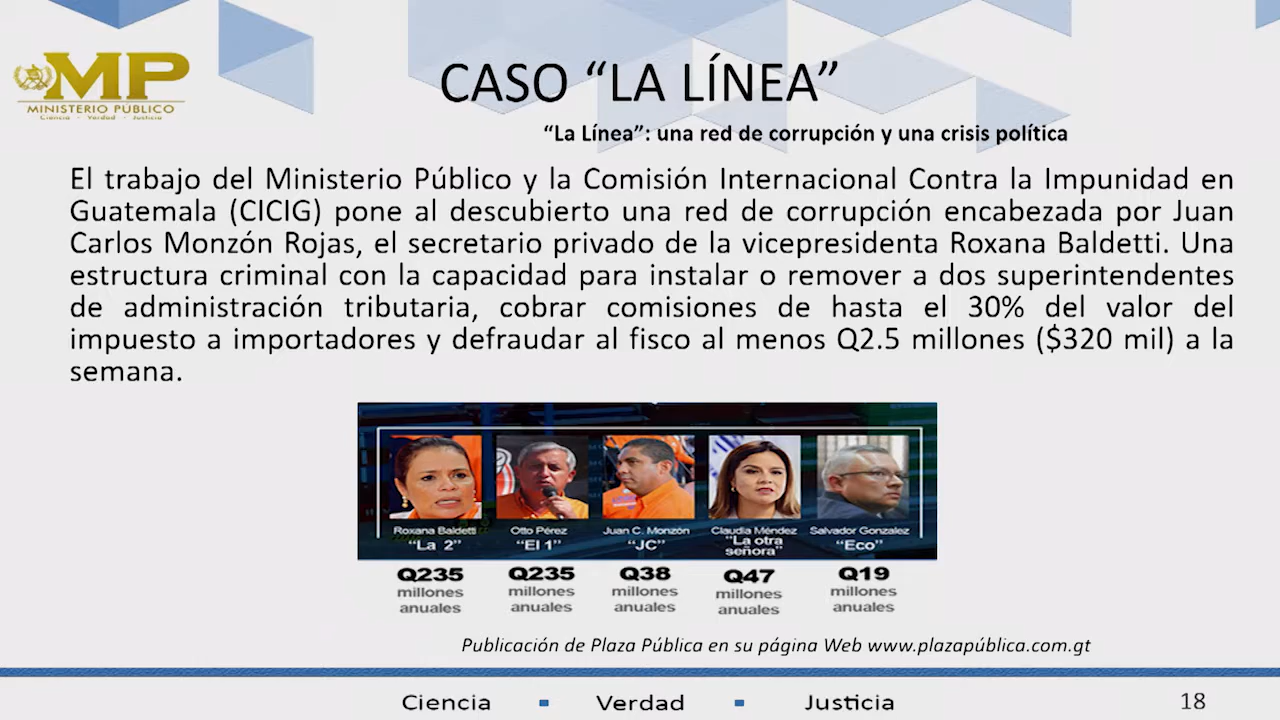 MP
MINISTERIO PÚBLICO
Ciencia - Verdad - Justicia
CASO “LA LÍNEA”
“La Línea”: una red de corrupción y una crisis política
El trabajo del Ministerio Público y la Comisión Internacional Contra la Impunidad en
Guatemala (CICIG) pone al descubierto una red de corrupción encabezada por Juan
Carlos Monzón Rojas, el secretario privado de la vicepresidenta Roxana Baldetti. Una
estructura criminal con la capacidad para instalar o remover a dos superintendentes
de administración tributaria, cobrar comisiones de hasta el 30% del valor del
impuesto a importadores y defraudar al fisco al menos Q2.5 millones ($320 mil) a la
semana.
Roxana Baldetti Otto Pérez Juan C. Monzón Claudia Méndez Salvador Gonzalez
“La 2” “El 1” “JC” “La otra señora” “Eco”
Q235 Q235 Q38 Q47 Q19
millones millones millones millones millones
anuales anuales anuales anuales anuales
Publicación de Plaza Pública en su página Web www.plazapública.com.gt
Ciencia ▪ Verdad ▪ Justicia
18